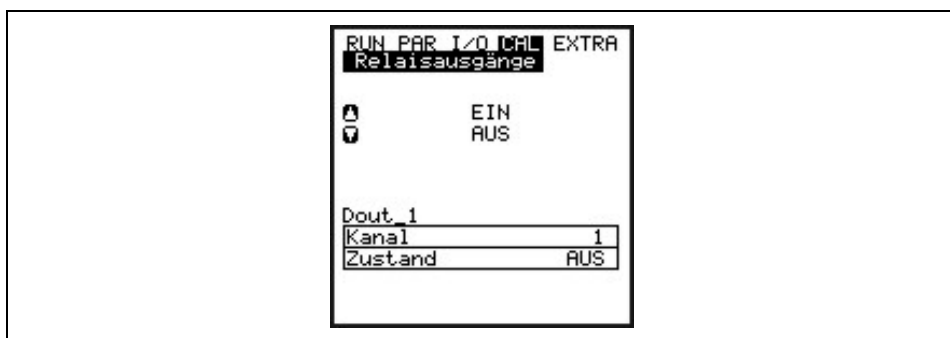 RUN PAR I/O CAL EXTRA
Relaisausgänge
EIN
AUS
Dout_1
Kanal 1
Zustand AUS